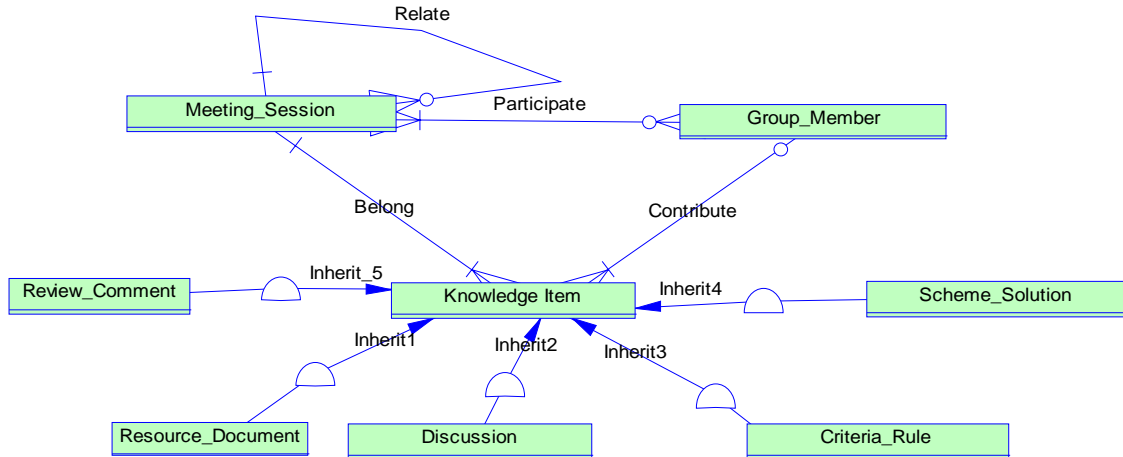 Relate
Meeting_Session
Participate
Group_Member
Belong
Contribute
Review_Comment
Inherit_5
Knowledge Item
Inherit4
Scheme_Solution
Inherit1
Inherit2
Inherit3
Resource_Document
Discussion
Criteria_Rule